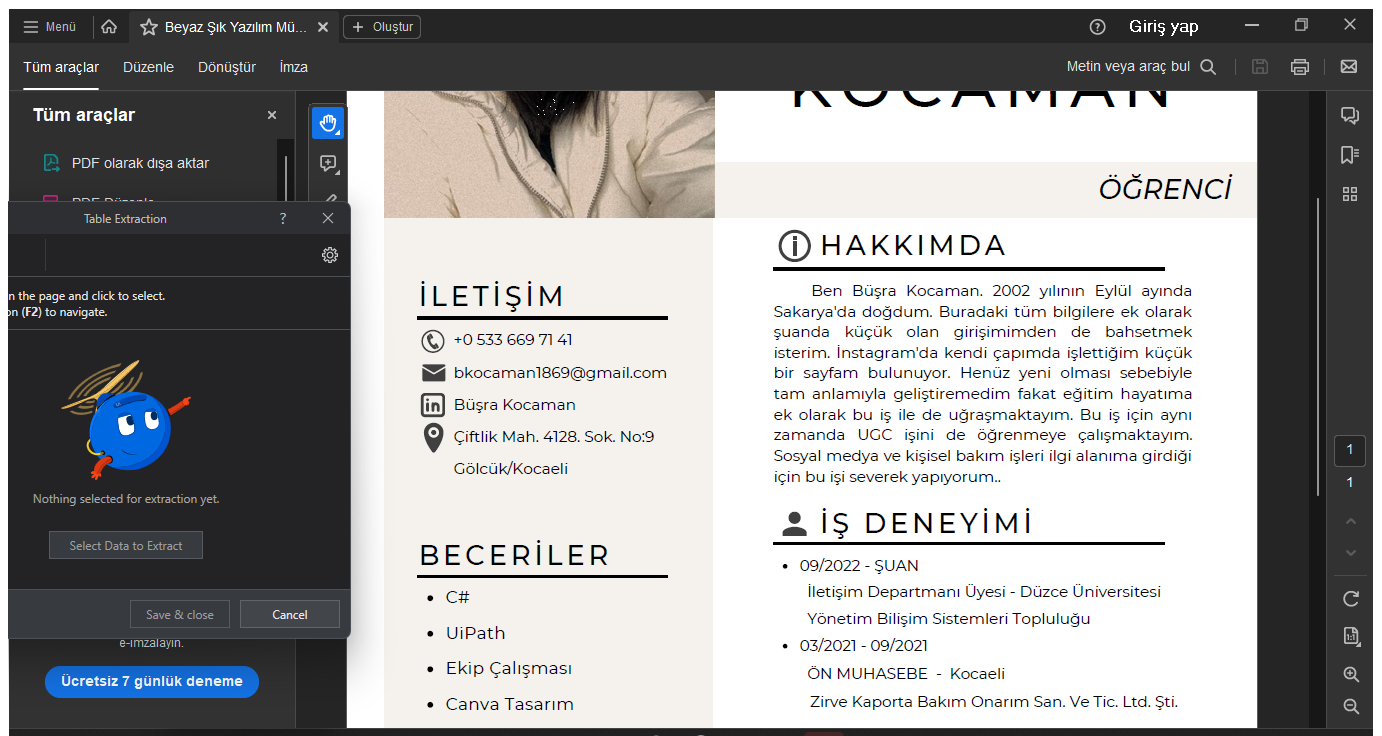 Menü
Beyaz Şık Yazılım Mü...
Oluştur
Giriş yap
Tüm araçlar
Düzenle
Dönüştür
İmza
Metin veya araç bul
Tüm araçlar
PDF olarak dışa aktar
PDF Düzenle
Table Extraction
?
n the page and click to select.
on (F2) to navigate.
Nothing selected for extraction yet.
Select Data to Extract
Save & close
Cancel
e-imzalayın.
Ücretsiz 7 günlük deneme
KOCAMAN
ÖĞRENCİ
İLETİŞİM
+0 533 669 71 41
bkocaman1869@gmail.com
in
Büşra Kocaman
Çiftlik Mah. 4128. Sok. No:9
Gölcük/Kocaeli
BECERİLER
• C#
• UiPath
• Ekip Çalışması
• Canva Tasarım
HAKKIMDA
Ben Büşra Kocaman. 2002 yılının Eylül ayında
Sakarya'da doğdum. Buradaki tüm bilgilere ek olarak
şuanda küçük olan girişimimden de bahsetmek
isterim. İnstagram'da kendi çapımda işlettiğim küçük
bir sayfam bulunuyor. Henüz yeni olması sebebiyle
tam anlamıyla geliştiremedim fakat eğitim hayatıma
ek olarak bu iş ile de uğraşmaktayım. Bu iş için aynı
zamanda UGC işini de öğrenmeye çalışmaktayım.
Sosyal medya ve kişisel bakım işleri ilgi alanıma girdiği
için bu işi severek yapıyorum..
İŞ DENEYİMİ
• 09/2022 - ŞUAN
İletişim Departmanı Üyesi - Düzce Üniversitesi
Yönetim Bilişim Sistemleri Topluluğu
• 03/2021 - 09/2021
ÖN MUHASEBE - Kocaeli
Zirve Kaporta Bakım Onarım San. Ve Tic. Ltd. Şti.
1
1
1:1